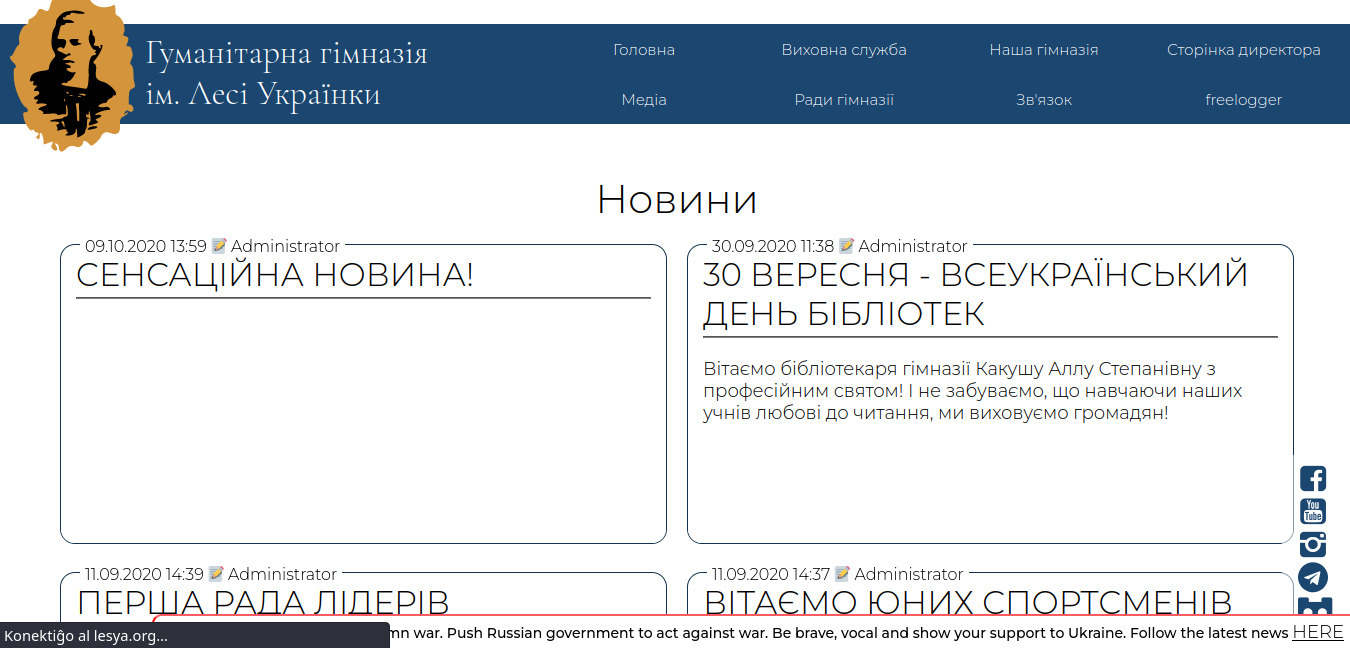 Гуманітарна гімназія
ім. Лесі Українки
Головна
Виховна служба
Наша гімназія
Сторінка директора
Медіа
Ради гімназії
Зв'язок
freelogger
Новини
09.10.2020 13:59 📝 Administrator
СЕНСАЦІЙНА НОВИНА!
30.09.2020 11:38 📝 Administrator
30 ВЕРЕСНЯ - ВСЕУКРАЇНСЬКИЙ
ДЕНЬ БІБЛІОТЕК
Вітаємо бібліотекаря гімназії Какушу Аллу Степанівну з
професійним святом! І не забуваємо, що навчаючи наших
учнів любові до читання, ми виховуємо громадян!
You
Tube
11.09.2020 14:39 📝 Administrator
ПЕРША РАДА ЛІДЕРІВ
11.09.2020 14:37 📝 Administrator
ВІТАЄМО ЮНИХ СПОРТСМЕНІВ
Konektiĝo al lesya.org...
mn war. Push Russian government to act against war. Be brave, vocal and show your support to Ukraine. Follow the latest news HERE